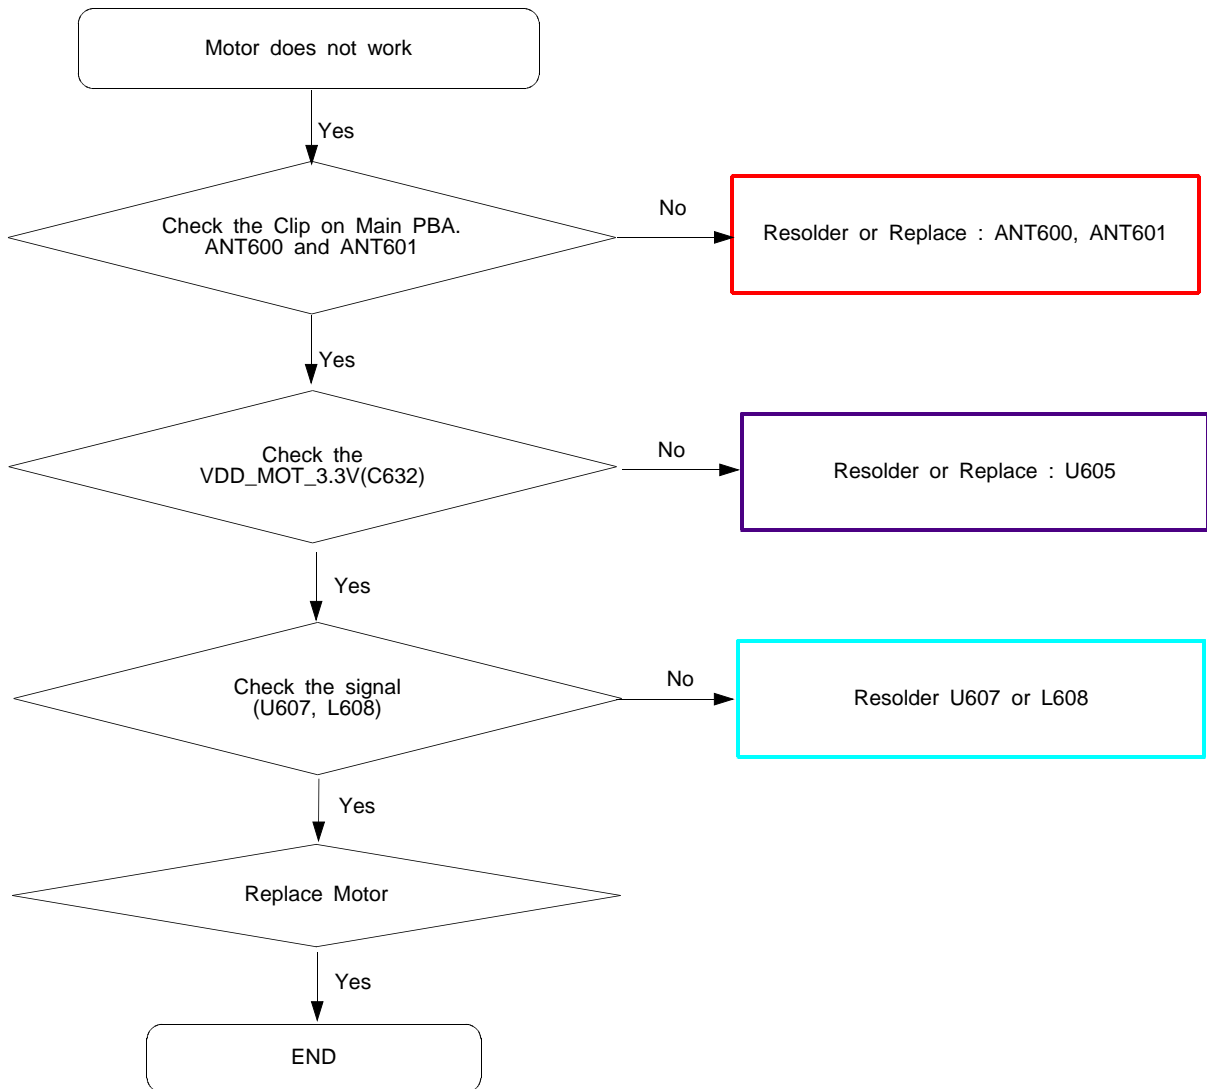 Motor does not work
Yes
Check the Clip on Main PBA.
ANT600 and ANT601
No
Resolder or Replace : ANT600, ANT601
Yes
Check the
VDD_MOT_3.3V(C632)
No
Resolder or Replace : U605
Yes
Check the signal
(U607, L608)
No
Resolder U607 or L608
Yes
Replace Motor
Yes
END